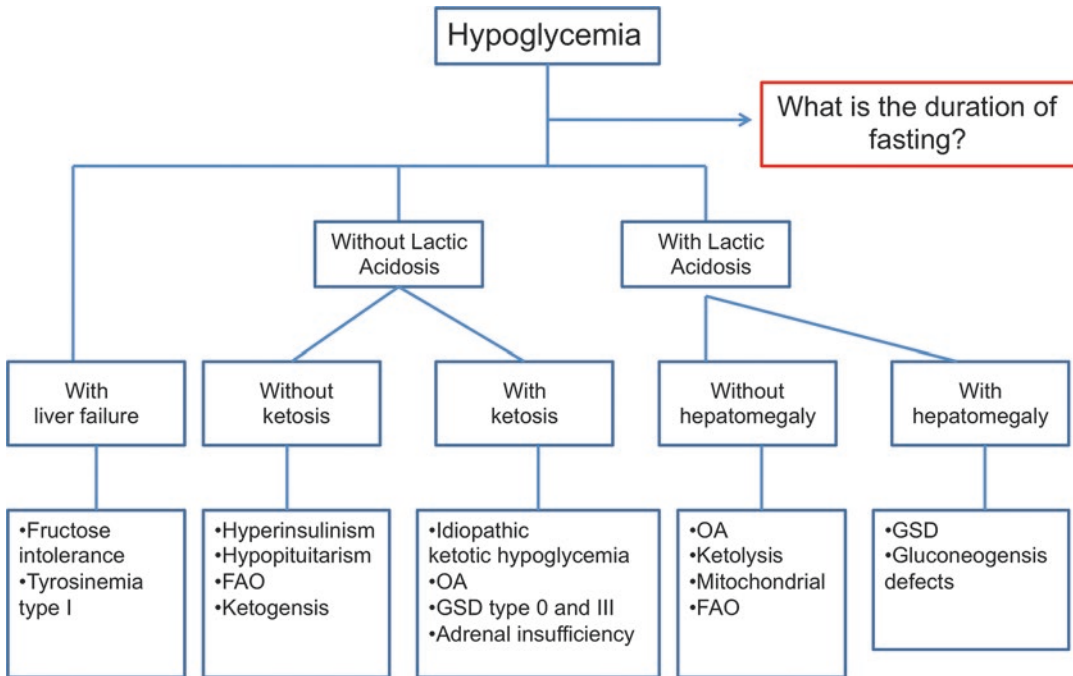 Hypoglycemia
What is the duration of
fasting?
Without Lactic
Acidosis
With Lactic
Acidosis
With
liver failure
Without
ketosis
With
ketosis
Without
hepatomegaly
With
hepatomegaly
•Fructose
intolerance
•Tyrosinemia
type I
•Hyperinsulinism
•Hypopituitarism
•FAO
•Ketogensis
•Idiopathic
ketotic hypoglycemia
•OA
•GSD type 0 and III
•Adrenal insufficiency
•OA
•Ketolysis
•Mitochondrial
•FAO
•GSD
•Gluconeogensis
defects